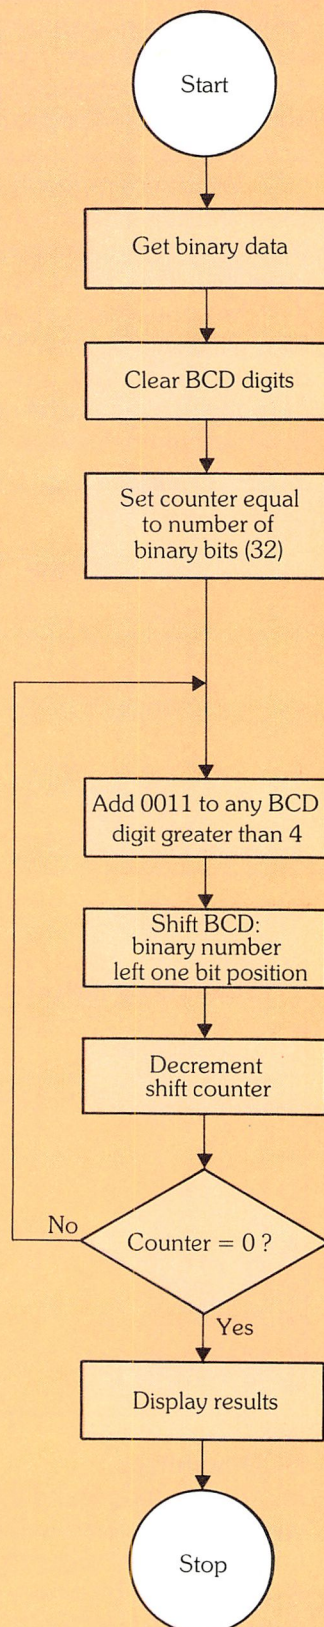 Start
Get binary data
Clear BCD digits
Set counter equal
to number of
binary bits (32)
Add 0011 to any BCD
digit greater than 4
Shift BCD:
binary number
left one bit position
Decrement
shift counter
Counter = 0 ?
No
Yes
Display results
Stop